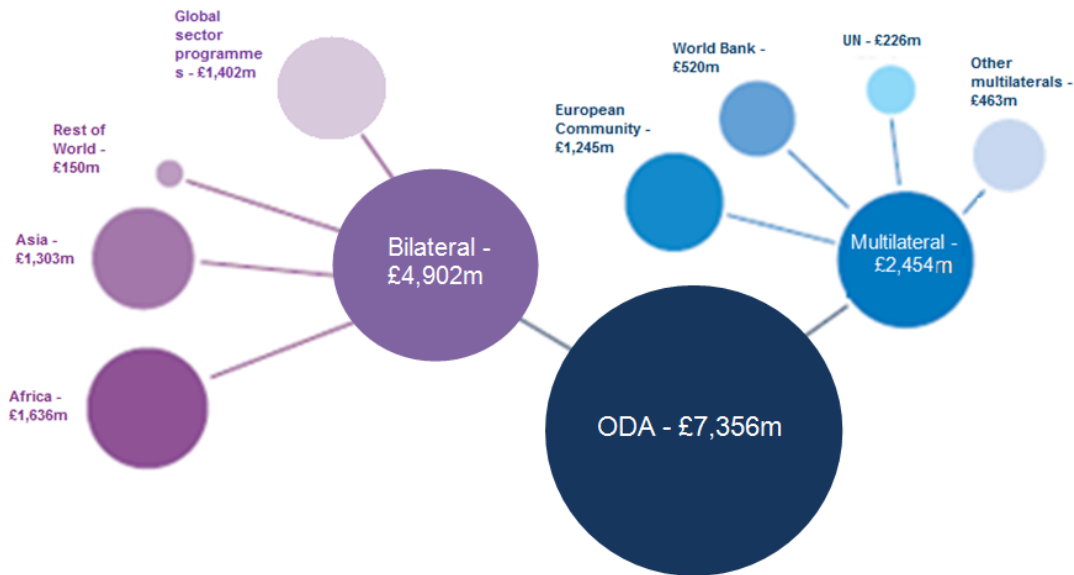 Global
sector
programme
s - £1,402m
Rest of
World -
£150m
Asia -
£1,303m
Africa -
£1,636m
Bilateral -
£4,902m
ODA - £7,356m
European
Community -
£1,245m
World Bank -
£520m
UN - £226m
Other
multilaterals -
£463m
Multilateral -
£2,454m